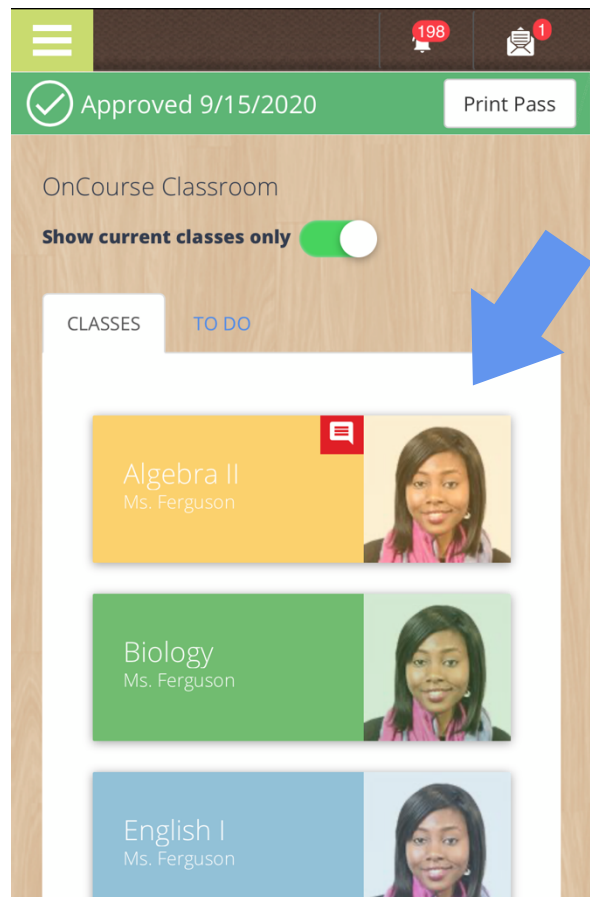 198
1
Approved 9/15/2020
Print Pass
OnCourse Classroom
Show current classes only
CLASSES
TO DO
Algebra II
Ms. Ferguson
Biology
Ms. Ferguson
English I
Ms. Ferguson